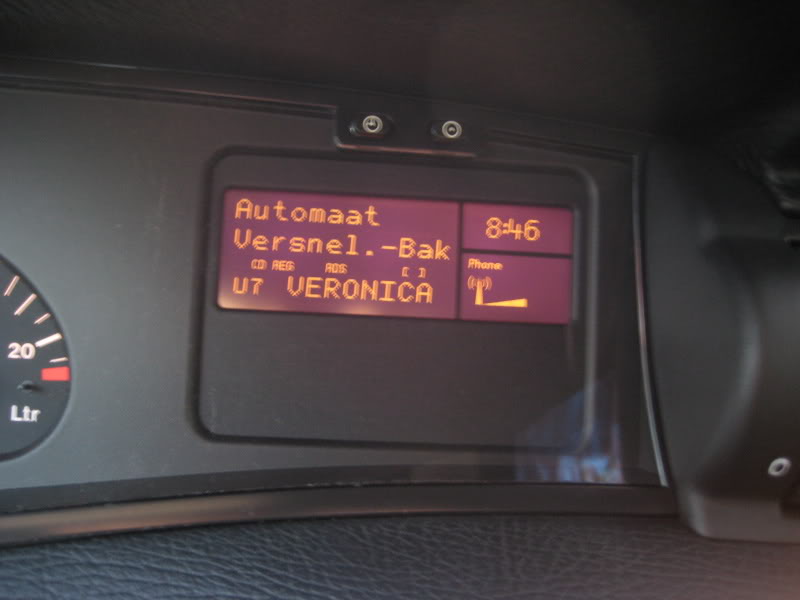 Automaat
Versnel.-Bak
CD REG RDS [ ]
U7 VERONICA
8:46
Phone
20
Ltr